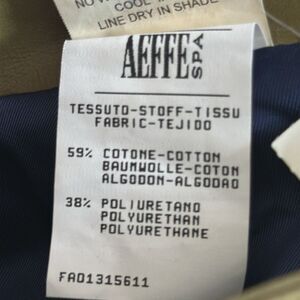 COOL
LINE DRY IN SHADE
AEFFE SPA
TESSUTO-STOFF-TISSU
FABRIC-TEJIDO
59% COTONE-COTTON
BAUMWOLLE-COTON
ALGODON-ALGODAO
38% POLIURETANO
POLYURETHAN
POLYURETHANE
FA01315611